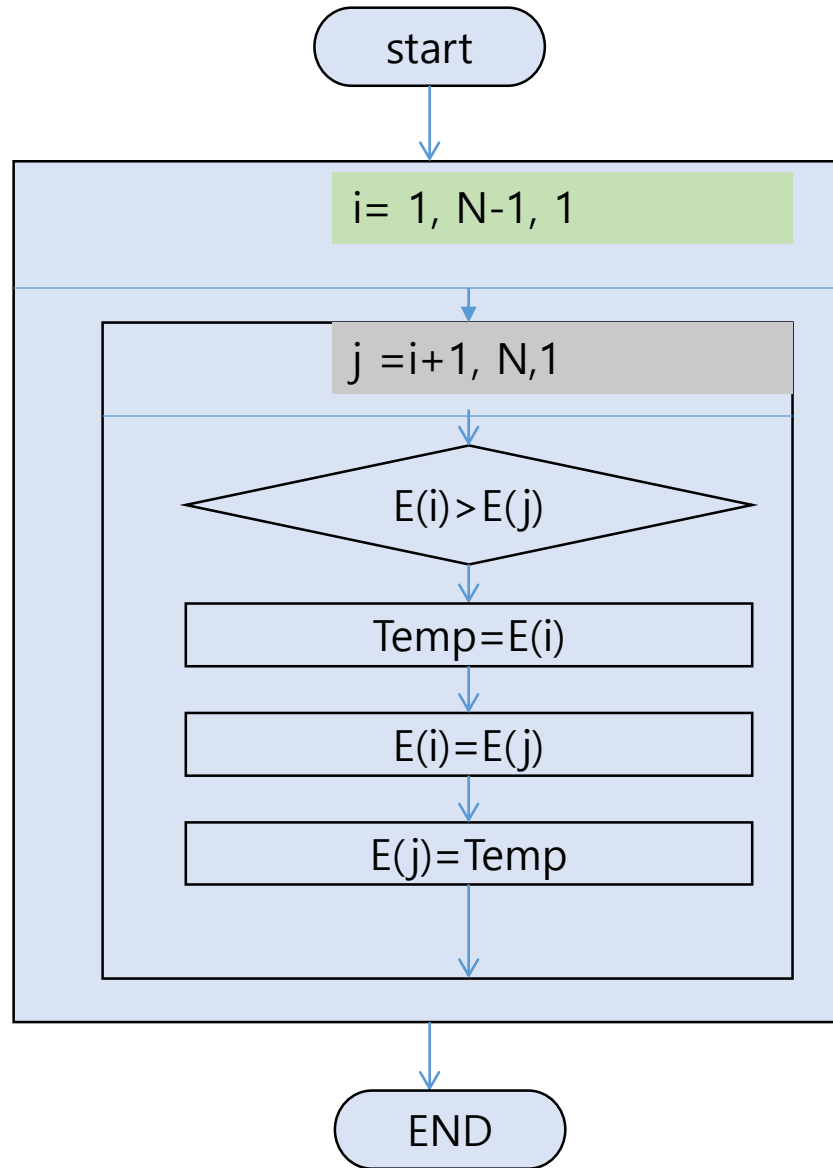 start
i= 1, N-1, 1
j =i+1, N,1
E(i)>E(j)
Temp=E(i)
E(i)=E(j)
E(j)=Temp
END